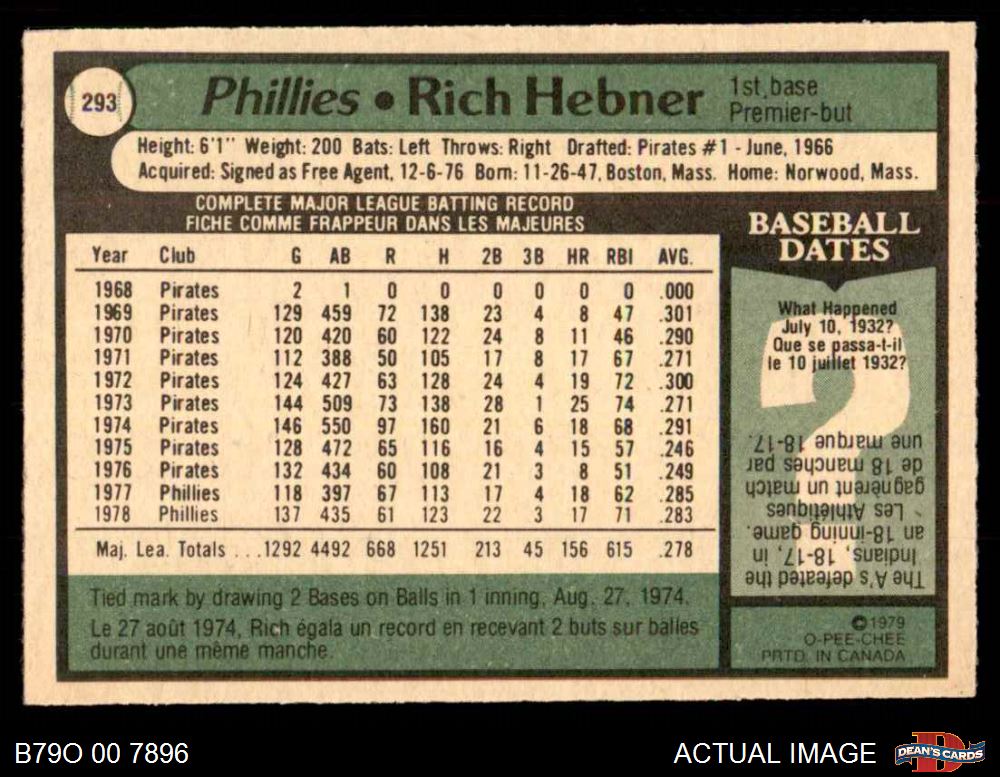 293
Phillies • Rich Hebner
1st base
Premier-but
Height: 6'1" Weight: 200 Bats: Left Throws: Right Drafted: Pirates #1 - June, 1966
Acquired: Signed as Free Agent, 12-6-76 Born: 11-26-47, Boston, Mass. Home: Norwood, Mass.
COMPLETE MAJOR LEAGUE BATTING RECORD
FICHE COMME FRAPPEUR DANS LES MAJEURES
Year Club G AB R H 2B 3B HR RBI AVG.
1968 Pirates 2 1 0 0 0 0 0 0 .000
1969 Pirates 129 459 72 138 23 4 8 47 .301
1970 Pirates 120 420 60 122 24 8 11 46 .290
1971 Pirates 112 388 50 105 17 8 17 67 .271
1972 Pirates 124 427 63 128 24 4 19 72 .300
1973 Pirates 144 509 73 138 28 1 25 74 .271
1974 Pirates 146 550 97 160 21 6 18 68 .291
1975 Pirates 128 472 65 116 16 4 15 57 .246
1976 Pirates 132 434 60 108 21 3 8 51 .249
1977 Phillies 118 397 67 113 17 4 18 62 .285
1978 Phillies 137 435 61 123 22 3 17 71 .283
Maj. Lea. Totals ...1292 4492 668 1251 213 45 156 615 .278
Tied mark by drawing 2 Bases on Balls in 1 inning, Aug. 27, 1974.
Le 27 août 1974, Rich égala un record en recevant 2 buts sur balles
durant une même manche.
BASEBALL
DATES
What Happened
July 10, 1932?
Que se passa-t-il
le 10 juillet 1932?
The A's defeated the
Indians, 18-17, in
an 18-inning game.
Les Athlétiques
gagnèrent un match
de 18 manches par
une marque 18-17.
©1979
O-PEE-CHEE
PRTD. IN CANADA
B79O 00 7896
ACTUAL IMAGE
DEAN'S CARDS